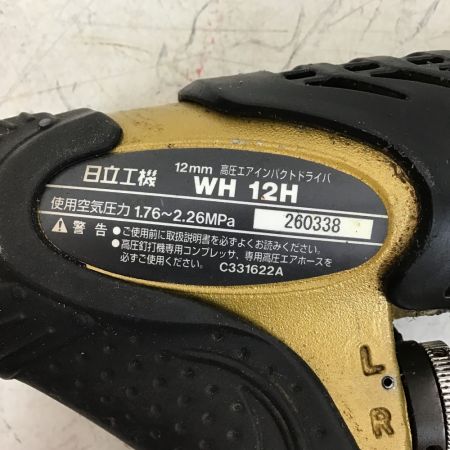 日立工機 12mm 高圧エアインパクトドライバ
WH 12H
使用空気圧力 1.76～2.26MPa 260338
警告 ●ご使用前に取扱説明書を必ずよくお読みください。
●高圧釘打機専用コンプレッサ、専用高圧エアホースを
必ずご使用ください。 C331622A
L
R